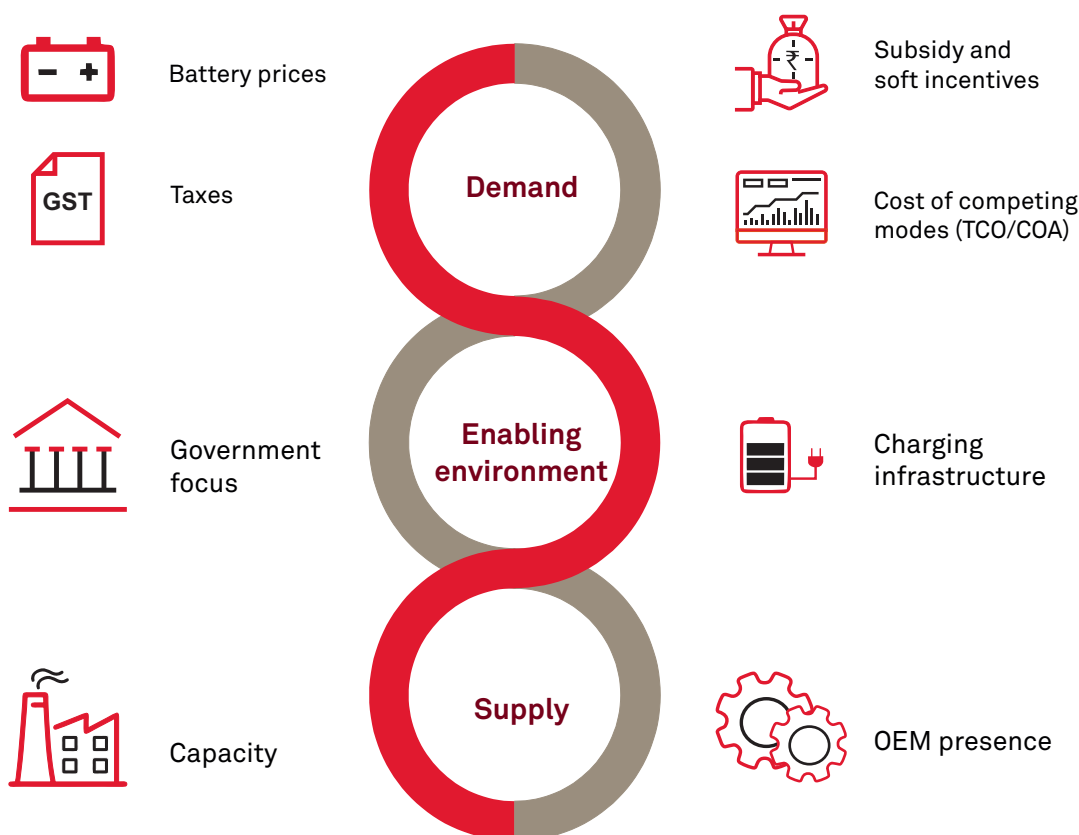 Battery prices
Subsidy and
soft incentives
₹
GST
Taxes
Demand
Cost of competing
modes (TCO/COA)
Government
focus
Enabling
environment
Charging
infrastructure
Capacity
Supply
OEM presence